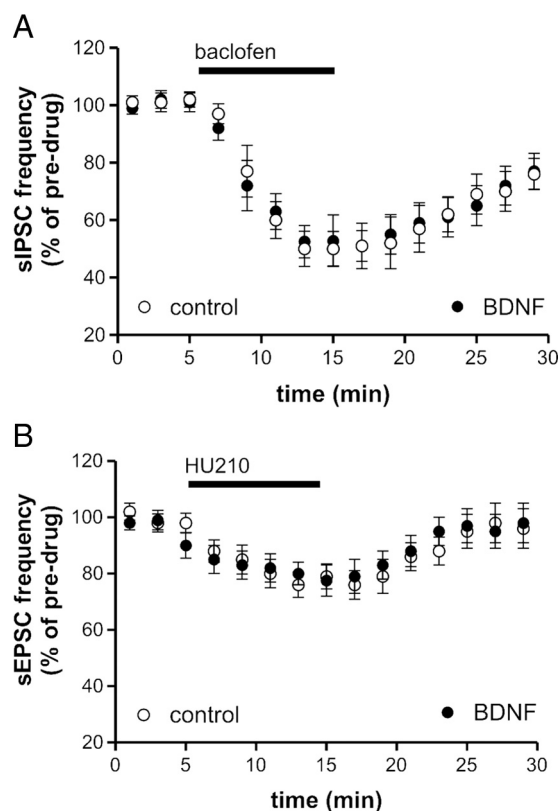 A
baclofen
120
100
80
60
40
20
sIPSC frequency
(% of pre-drug)
control
BDNF
0 5 10 15 20 25 30
time (min)
B
HU210
120
100
80
60
40
20
sEPSC frequency
(% of pre-drug)
control
BDNF
0 5 10 15 20 25 30
time (min)